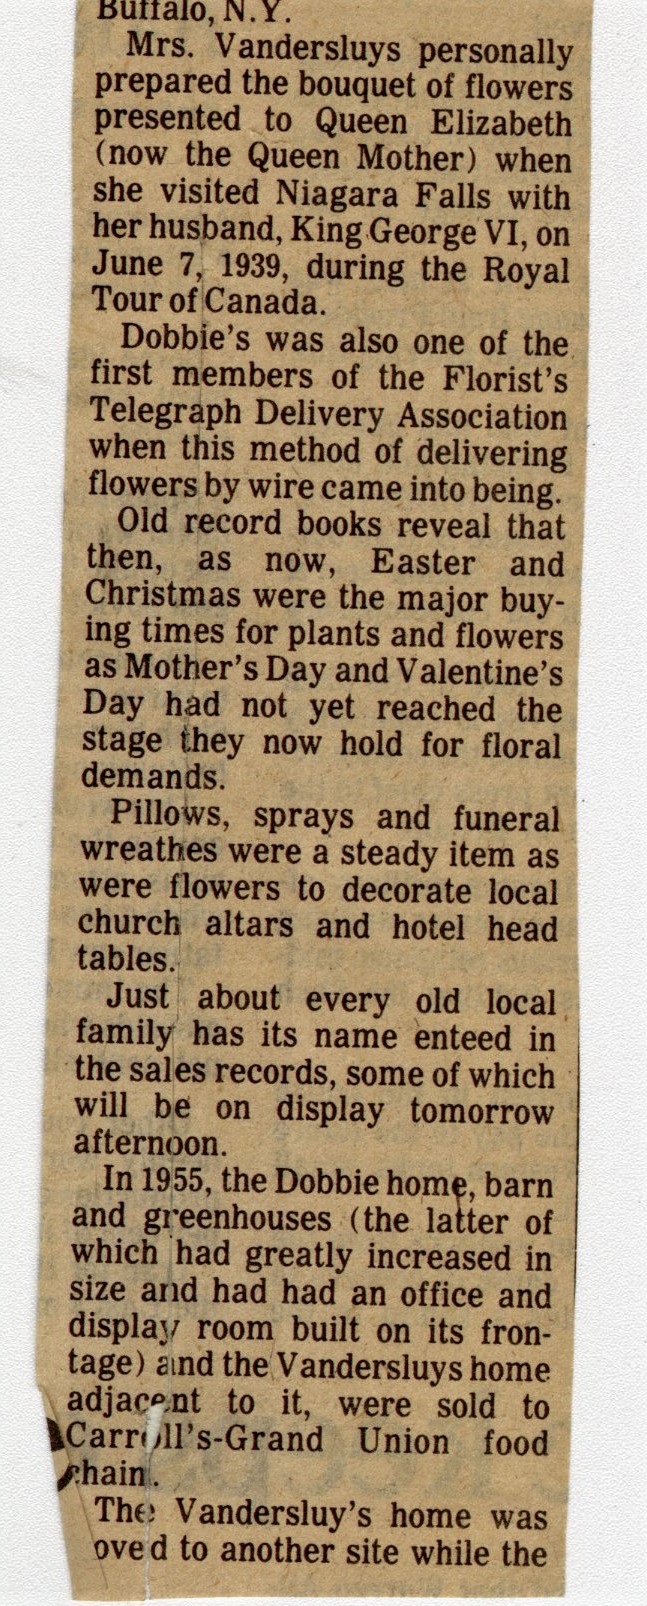 Buffalo, N.Y.
Mrs. Vandersluys personally
prepared the bouquet of flowers
presented to Queen Elizabeth
(now the Queen Mother) when
she visited Niagara Falls with
her husband, King George VI, on
June 7, 1939, during the Royal
Tour of Canada.
Dobbie's was also one of the
first members of the Florist's
Telegraph Delivery Association
when this method of delivering
flowers by wire came into being.
Old record books reveal that
then, as now, Easter and
Christmas were the major buy-
ing times for plants and flowers
as Mother's Day and Valentine's
Day had not yet reached the
stage they now hold for floral
demands.
Pillows, sprays and funeral
wreathes were a steady item as
were flowers to decorate local
church altars and hotel head
tables.
Just about every old local
family has its name enteed in
the sales records, some of which
will be on display tomorrow
afternoon.
In 1955, the Dobbie home, barn
and greenhouses (the latter of
which had greatly increased in
size and had had an office and
display room built on its fron-
tage) and the Vandersluys home
adjacent to it, were sold to
Carroll's-Grand Union food
chain.
The Vandersluy's home was
oved to another site while the